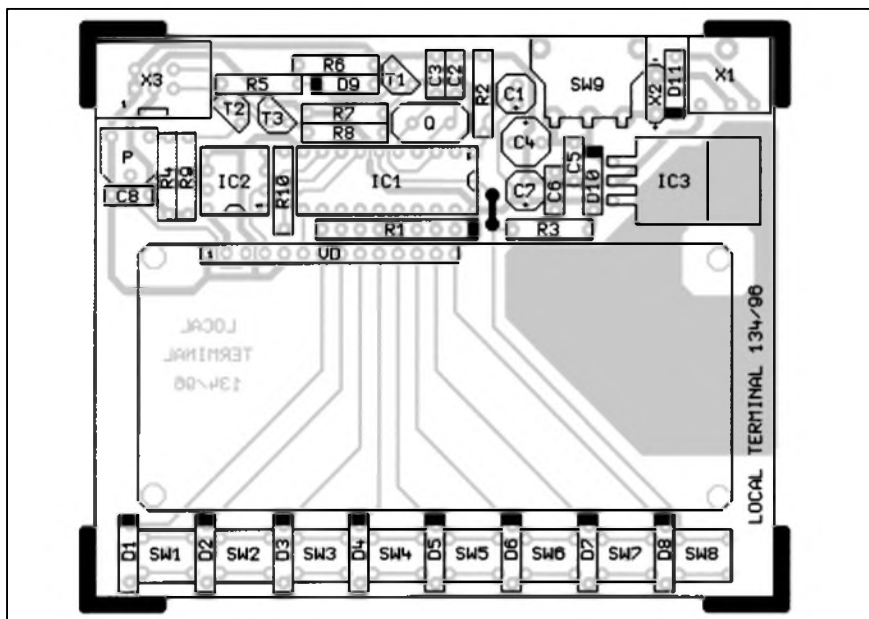 R6
T1
C3
C2
R2
X3
R5
D9
C1
SW9
X2
D11
X1
1
T2
T3
R7
R8
Q
C4
P
C5
R4
R9
IC2
R10
IC1
C7
C6
D10
IC3
C8
R1
R3
1
VD
LOCAL
TERMINAL
134/96
LOCAL TERMINAL 134/96
D1
SW1
D2
SW2
D3
SW3
D4
SW4
D5
SW5
D6
SW6
D7
SW7
D8
SW8